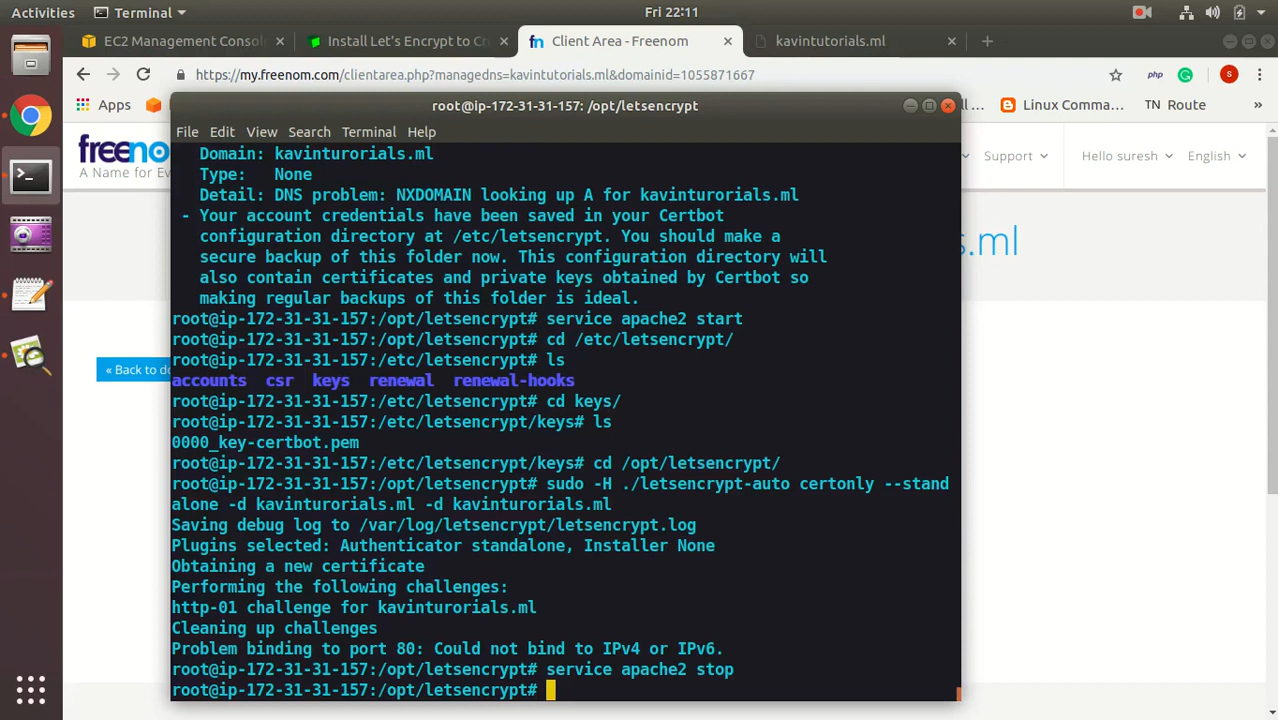 Activities Terminal Fri 22:11
EC2 Management Consol Install Let's Encrypt to Cr Client Area - Freenom kavintutorials.ml
https://my.freenom.com/clientarea.php?managedns=kavintutorials.ml&domainid=1055871667 php S
Apps Linux Comma... TN Route »
root@ip-172-31-31-157: /opt/letsencrypt
File Edit View Search Terminal Help
freeno
A Name for Ev
Support Hello suresh English
s.ml
« Back to do
Domain: kavinturorials.ml
Type: None
Detail: DNS problem: NXDOMAIN looking up A for kavinturorials.ml
- Your account credentials have been saved in your Certbot
configuration directory at /etc/letsencrypt. You should make a
secure backup of this folder now. This configuration directory will
also contain certificates and private keys obtained by Certbot so
making regular backups of this folder is ideal.
root@ip-172-31-31-157:/opt/letsencrypt# service apache2 start
root@ip-172-31-31-157:/opt/letsencrypt# cd /etc/letsencrypt/
root@ip-172-31-31-157:/etc/letsencrypt# ls
accounts csr keys renewal renewal-hooks
root@ip-172-31-31-157:/etc/letsencrypt# cd keys/
root@ip-172-31-31-157:/etc/letsencrypt/keys# ls
0000_key-certbot.pem
root@ip-172-31-31-157:/etc/letsencrypt/keys# cd /opt/letsencrypt/
root@ip-172-31-31-157:/opt/letsencrypt# sudo -H ./letsencrypt-auto certonly --stand
alone -d kavinturorials.ml -d kavinturorials.ml
Saving debug log to /var/log/letsencrypt/letsencrypt.log
Plugins selected: Authenticator standalone, Installer None
Obtaining a new certificate
Performing the following challenges:
http-01 challenge for kavinturorials.ml
Cleaning up challenges
Problem binding to port 80: Could not bind to IPv4 or IPv6.
root@ip-172-31-31-157:/opt/letsencrypt# service apache2 stop
root@ip-172-31-31-157:/opt/letsencrypt#